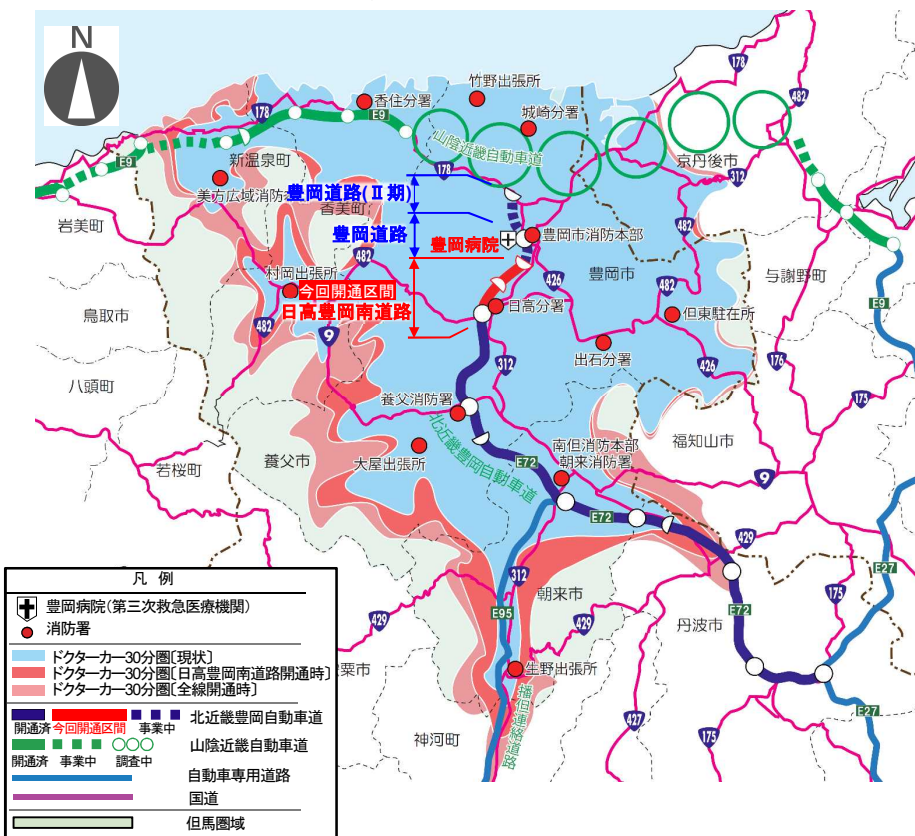 N
竹野出張所
香住分署
城崎分署
178
178
482
E9
E9
山陰近畿自動車道
新温泉町
美方広域消防本
482
京丹後市
312
178
豊岡道路(Ⅱ期)
香美町
岩美町
豊岡道路
豊岡病院
豊岡市消防本部
482
豊岡市
与謝野町
村岡出張所
今回開通区間
日高豊岡南道路
426
482
E9
日高分署
但東駐在所
鳥取市
482
9
出石分署
312
426
176
八頭町
175
養父消防署
福知山市
北近畿豊岡自動車道
大屋出張所
E72
南但消防本部
朝来消防署
若桜町
養父市
9
E72
429
凡 例
豊岡病院(第三次救急医療機関)
消防署
ドクターカー30分圏[現状]
ドクターカー30分圏[日高豊岡南道路開通時]
ドクターカー30分圏[全線開通時]
北近畿豊岡自動車道
開通済 今回開通区間 事業中
山陰近畿自動車道
開通済 事業中 調査中
自動車専用道路
国道
但馬圏域
312
朝来市
E27
E72
175
429
E95
429
丹波市
粟市
生野出張所
播但連絡道路
神河町
427
175
E27